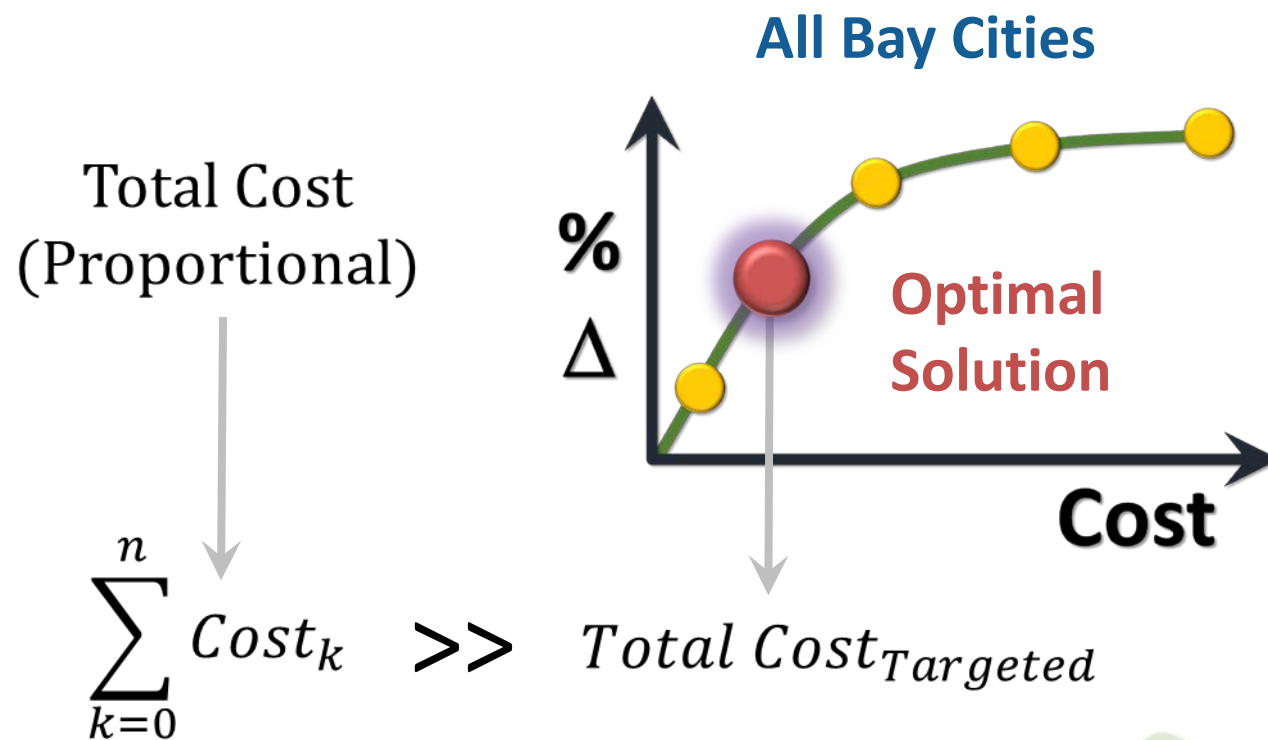 All Bay Cities
Total Cost
(Proportional)
%
Δ
Optimal
Solution
Cost
n
∑ Cost_k >> Total Cost_Targeted
k=0